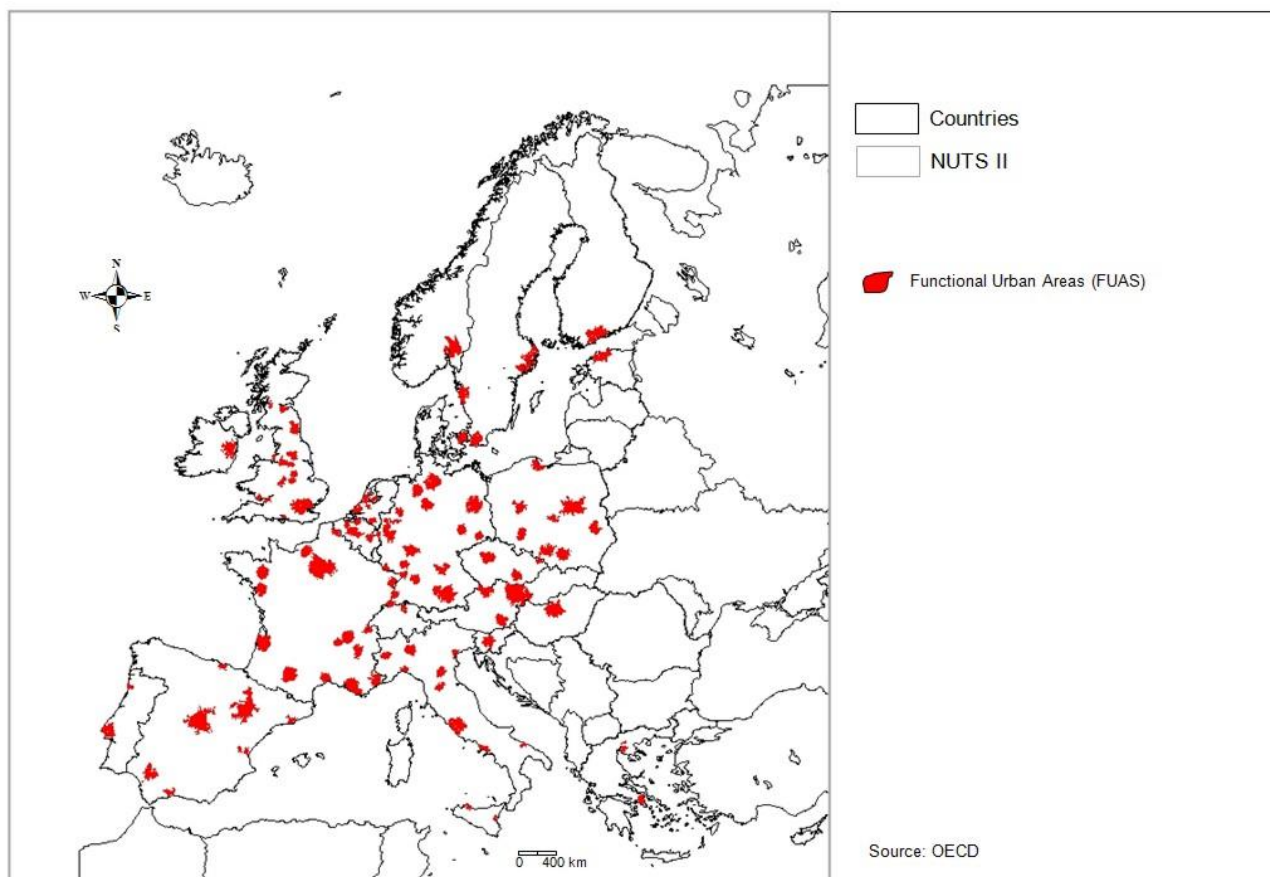 Countries
NUTS II
N
W E
S
Functional Urban Areas (FUAS)
0 400 km
Source: OECD